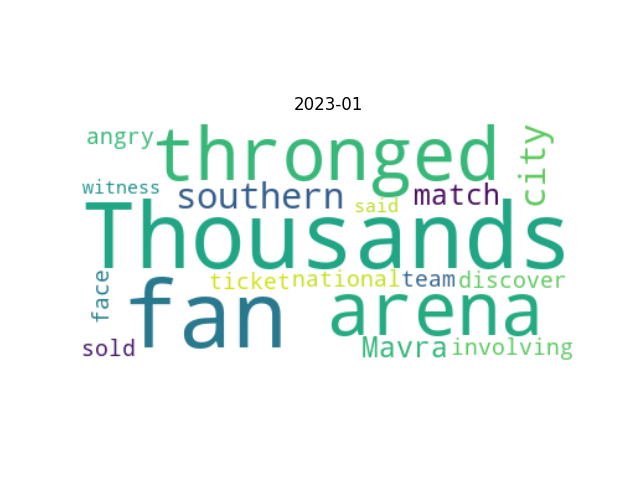 2023-01
angry
thronged
city
witness
southern
said
match
Thousands
face
ticket
national
team
discover
fan
arena
sold
Mavra
involving